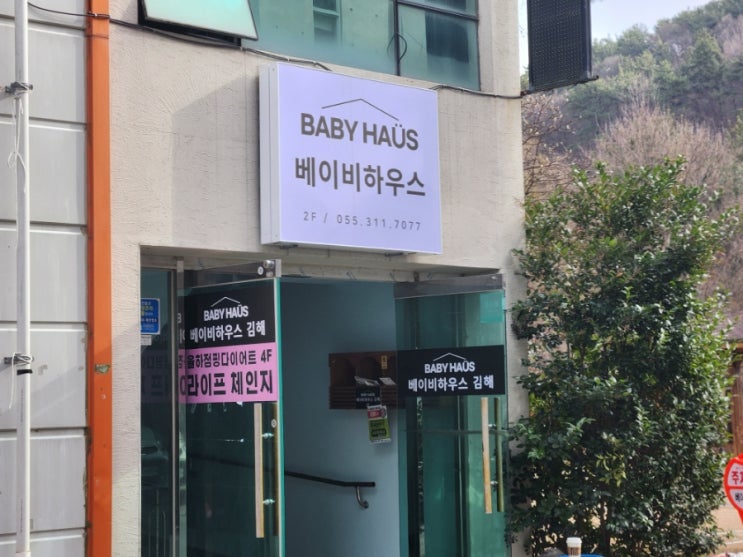 BABY HAÜS
베이비하우스
2F / 055.311.7077
BABY HAÜS
베이비하우스 김해
율하점핑다이어트 4F
라이프 체인지
BABY HAÜS
베이비하우스 김해